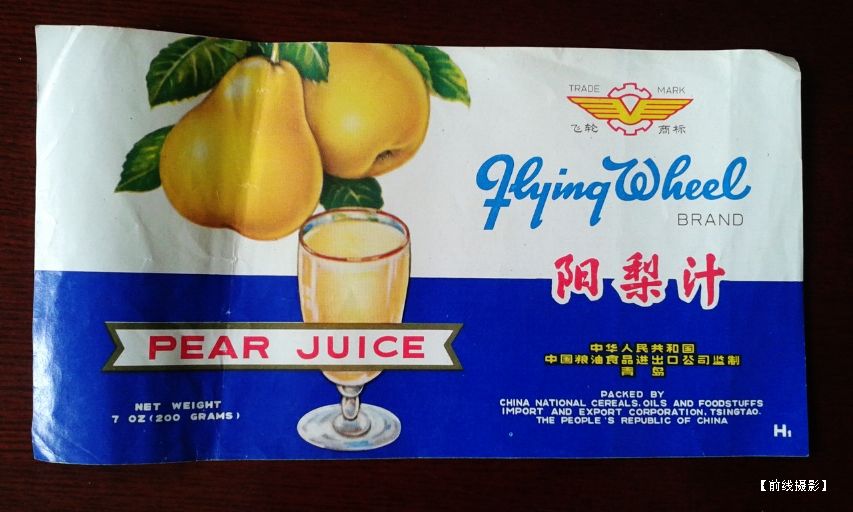 TRADE MARK
飞轮 商标
Flying Wheel
BRAND
阳梨汁
PEAR JUICE
中华人民共和国
中国粮油食品进出口公司监制
青岛
NET WEIGHT
7 OZ (200 GRAMS)
PACKED BY
CHINA NATIONAL CEREALS, OILS AND FOODSTUFFS
IMPORT AND EXPORT CORPORATION, TSINGTAO.
THE PEOPLE'S REPUBLIC OF CHINA
H1
【前线摄影】